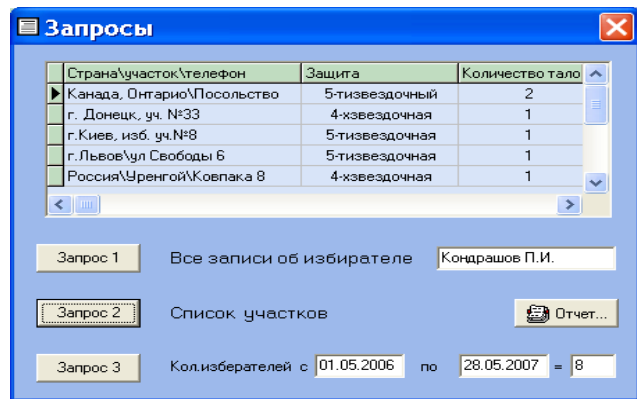 Запросы
Страна\участок\телефон Защита Количество тало
Канада, Онтарио\Посольство 5-тизвездочный 2
г. Донецк, уч. №33 4-хзвездочная 1
г.Киев, изб. уч.№8 5-тизвездочная 1
г.Львов\ул Свободы 6 5-тизвездочная 1
Россия\Уренгой\Ковпака 8 4-хзвездочная 1
Запрос 1 Все записи об избирателе Кондрашов П.И.
Запрос 2 Список участков Отчет...
Запрос 3 Кол.изберателей с 01.05.2006 по 28.05.2007 = 8